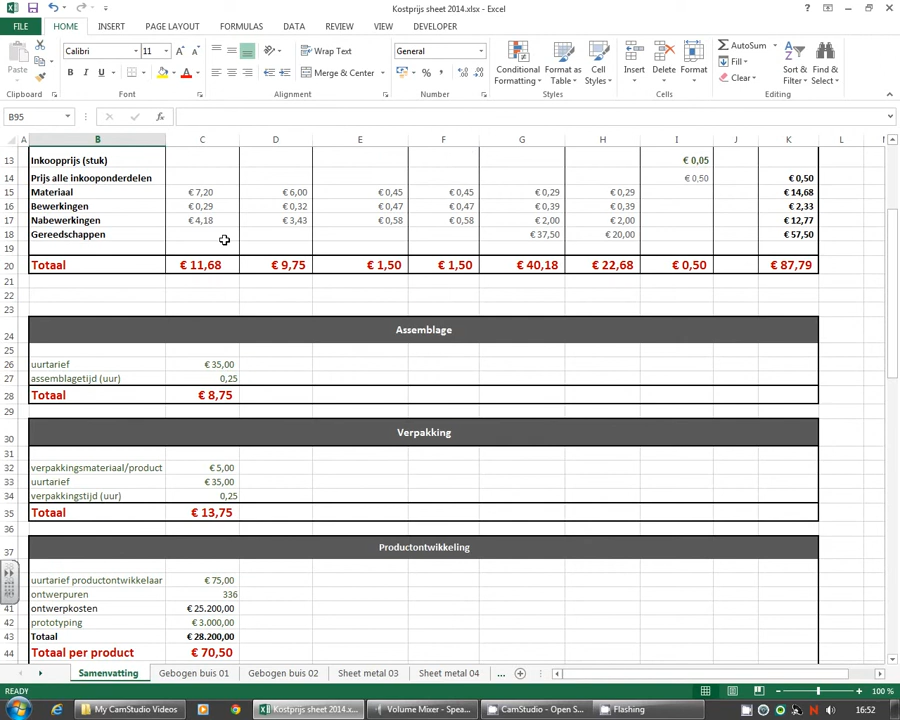 Kostprijs sheet 2014.xlsx - Excel
FILE HOME INSERT PAGE LAYOUT FORMULAS DATA REVIEW VIEW DEVELOPER
Paste Calibri 11 Wrap Text General Conditional Formatting Format as Table Cell Styles Insert Delete Format AutoSum Sort & Filter Find & Select
B I U Merge & Center % Fill Clear
Clipboard Font Alignment Number Styles Cells Editing
B95 fx
A B C D E F G H I J K L
13 Inkoopprijs (stuk) € 0,05
14 Prijs alle inkooponderdelen € 0,50 € 0,50
15 Materiaal € 7,20 € 6,00 € 0,45 € 0,45 € 0,29 € 0,29 € 14,68
16 Bewerkingen € 0,29 € 0,32 € 0,47 € 0,47 € 0,39 € 0,39 € 2,33
17 Nabewerkingen € 4,18 € 3,43 € 0,58 € 0,58 € 2,00 € 2,00 € 12,77
18 Gereedschappen € 37,50 € 20,00 € 57,50
19
20 Totaal € 11,68 € 9,75 € 1,50 € 1,50 € 40,18 € 22,68 € 0,50 € 87,79
21
22
23
24 Assemblage
25
26 uurtarief € 35,00
27 assemblagetijd (uur) 0,25
28 Totaal € 8,75
29
30 Verpakking
31
32 verpakkingsmateriaal/product € 5,00
33 uurtarief € 35,00
34 verpakkingstijd (uur) 0,25
35 Totaal € 13,75
36
37 Productontwikkeling
uurtarief productontwikkelaar € 75,00
ontwerpuren 336
41 ontwerpkosten € 25.200,00
42 prototyping € 3.000,00
43 Totaal € 28.200,00
44 Totaal per product € 70,50
Samenvatting Gebogen buis 01 Gebogen buis 02 Sheet metal 03 Sheet metal 04 ...
READY 100 %
My CamStudio Videos Kostprijs sheet 2014.x... Volume Mixer - Spea... CamStudio - Open S... Flashing 16:52